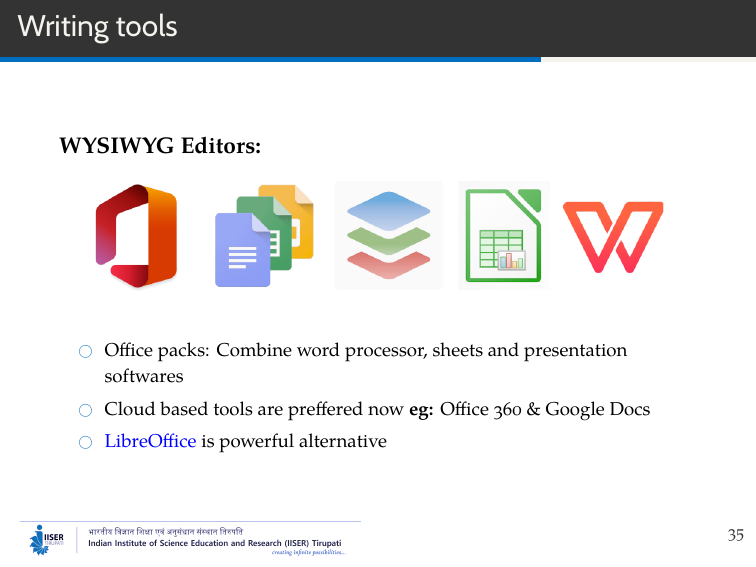 Writing tools
WYSIWYG Editors:
Office packs: Combine word processor, sheets and presentation
softwares
Cloud based tools are preffered now eg: Office 360 & Google Docs
LibreOffice is powerful alternative
IISER
TIRUPATI
भारतीय विज्ञान शिक्षा एवं अनुसंधान संस्थान तिरुपति
Indian Institute of Science Education and Research (IISER) Tirupati
creating infinite possibilities...
35